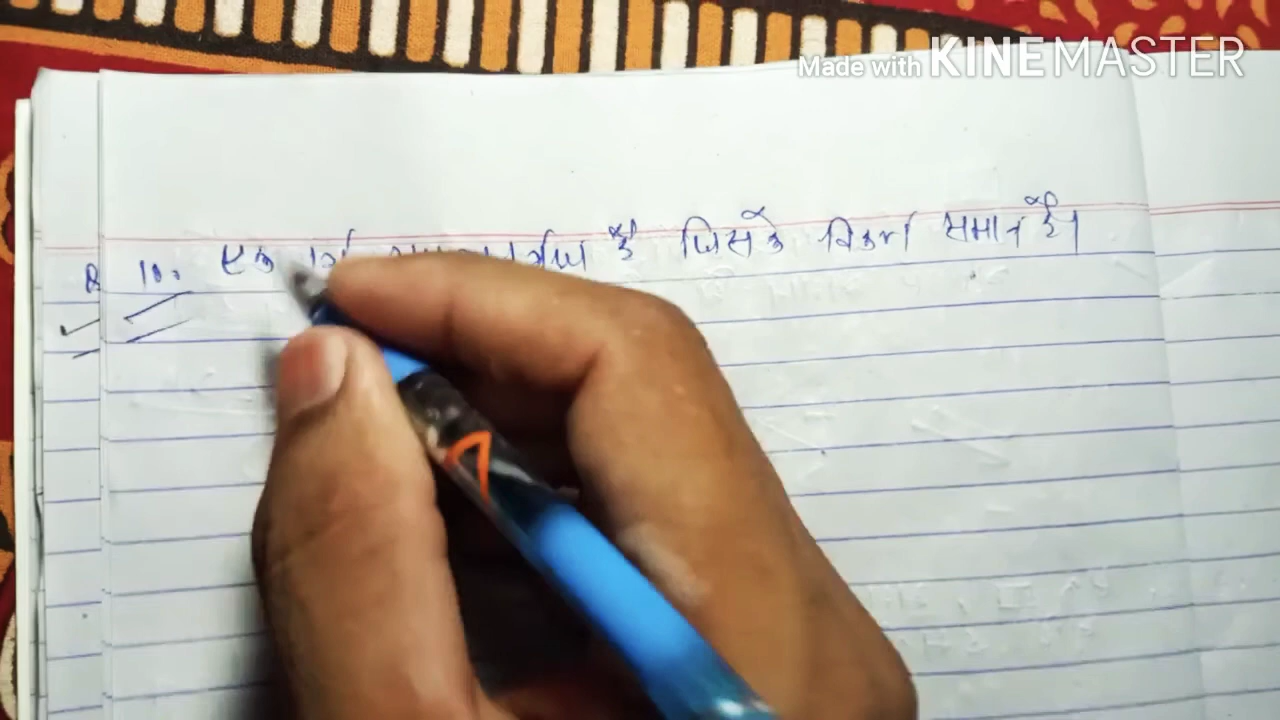 Made with KINEMASTER
Q 10. एक वर्ग है जिसके विकर्ण समान है।